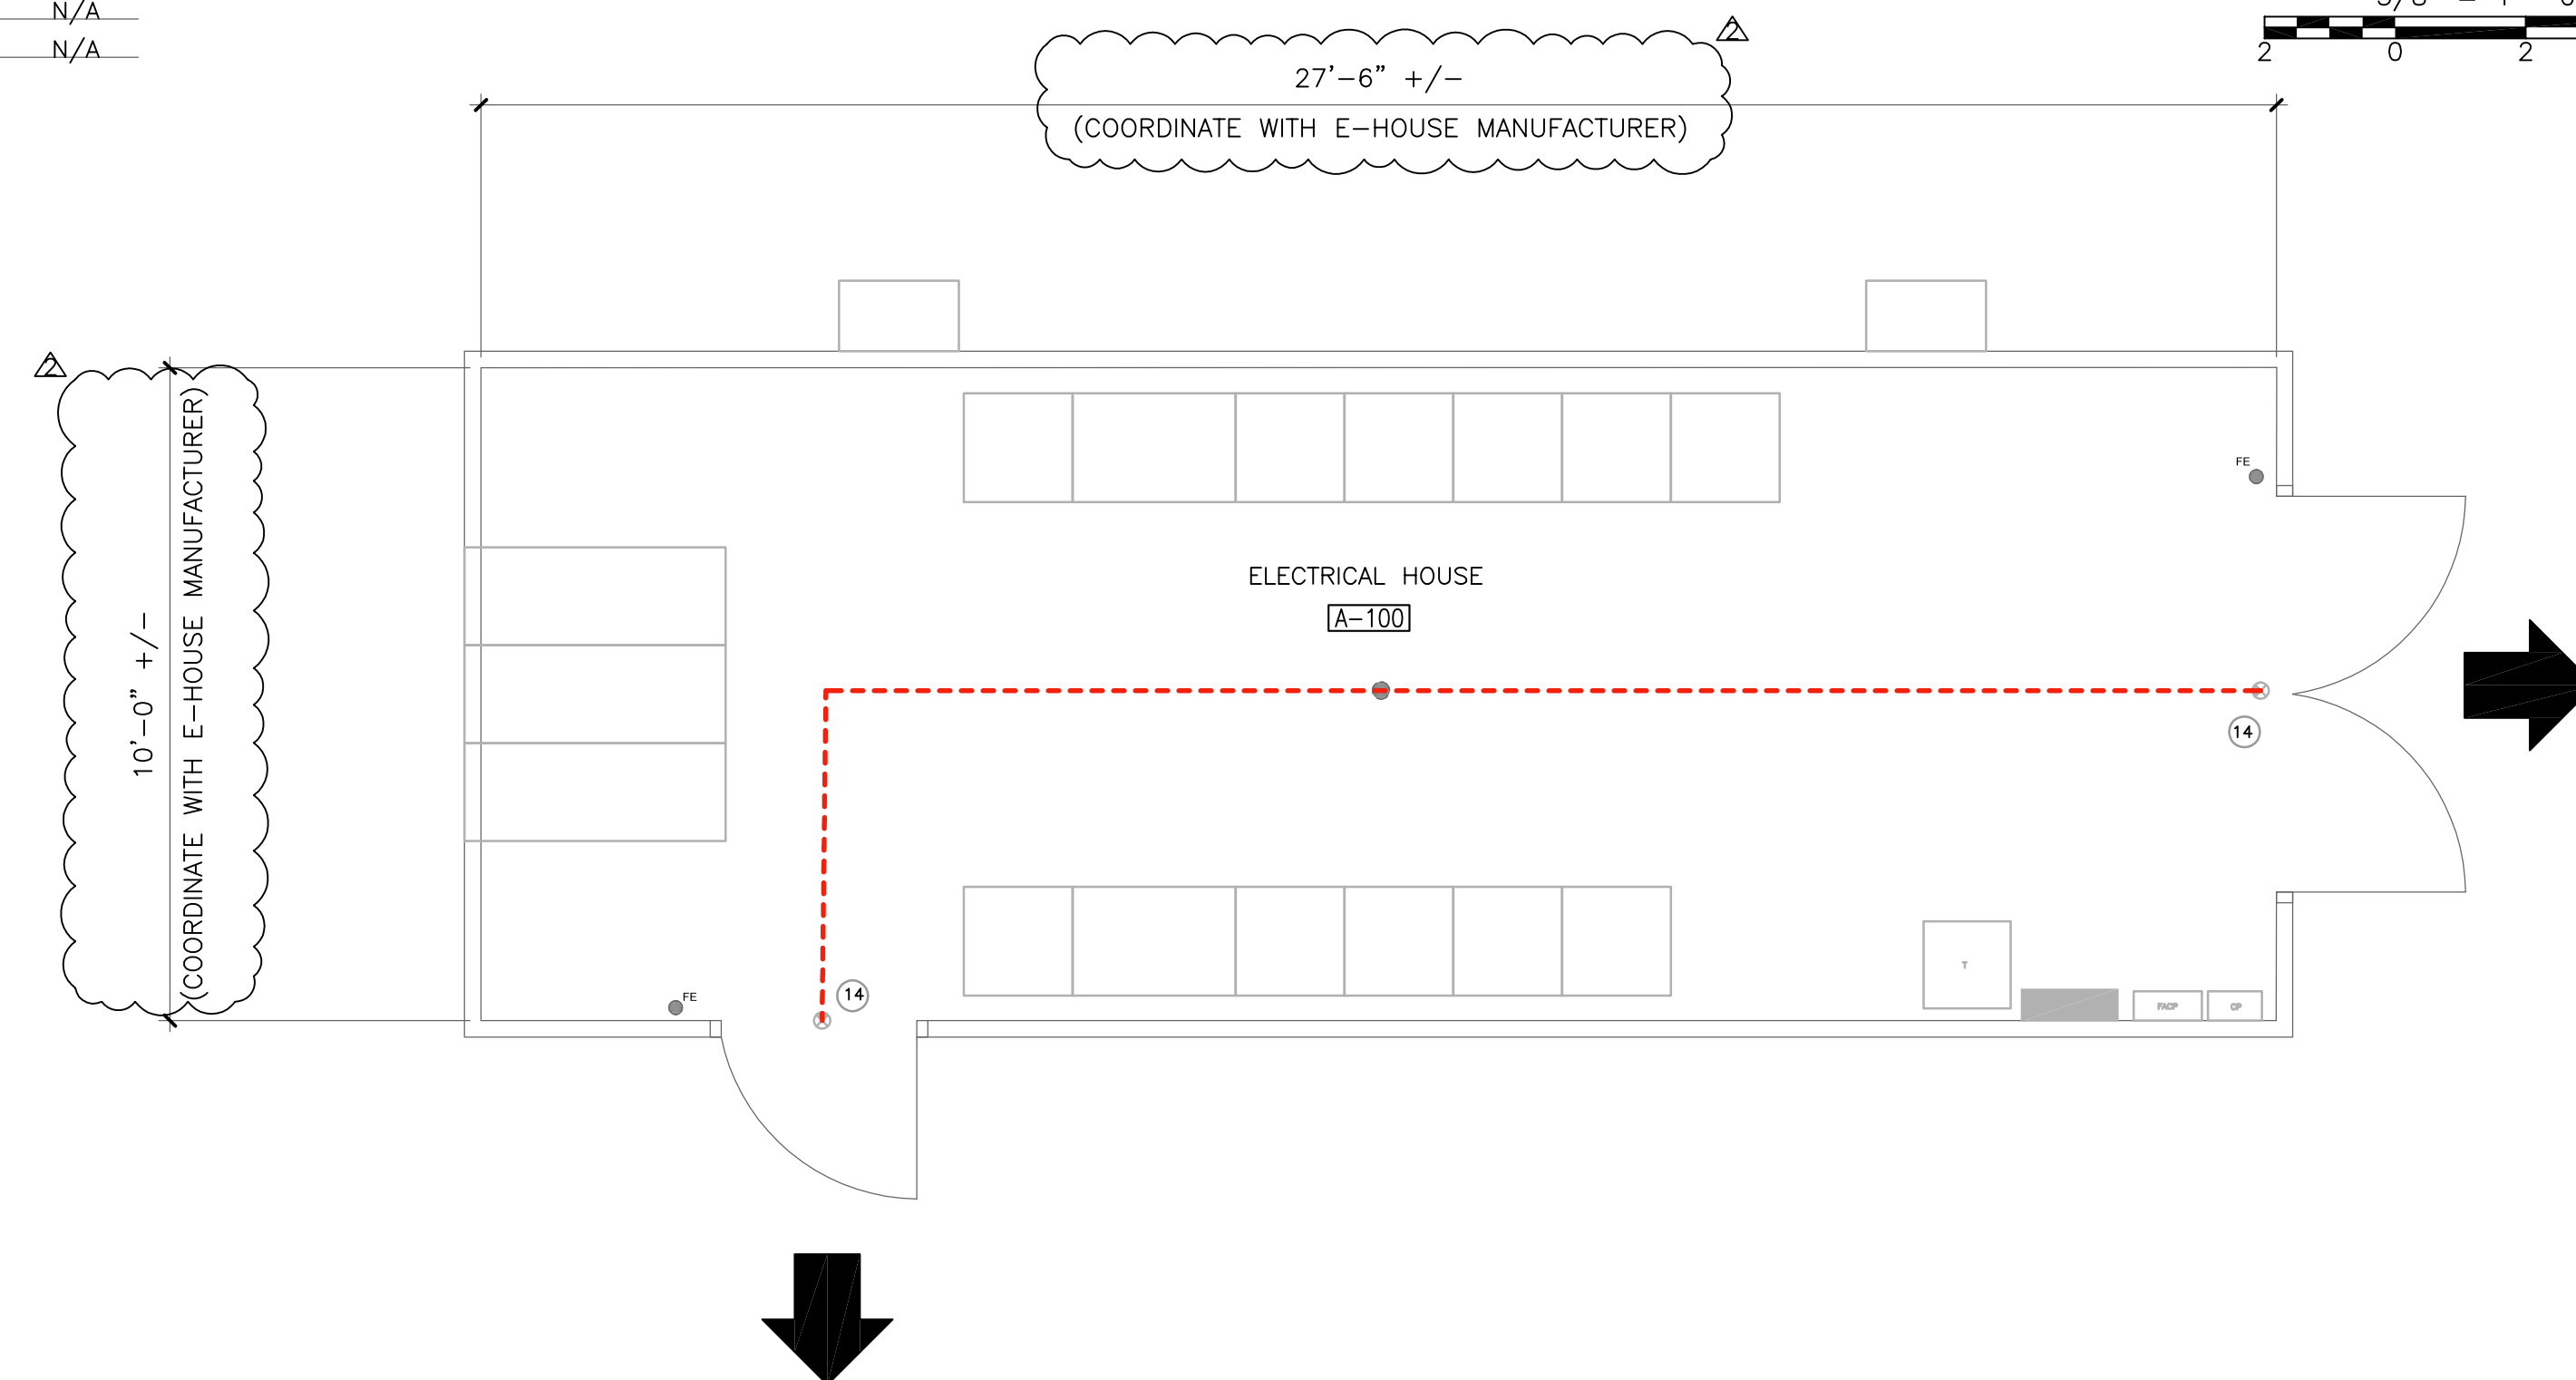 N/A
N/A
2
27'-6" +/-
(COORDINATE WITH E-HOUSE MANUFACTURER)
2 0 2
2
10'-0" +/-
(COORDINATE WITH E-HOUSE MANUFACTURER)
FE
ELECTRICAL HOUSE
A-100
14
T
FE
14
FACP
CP